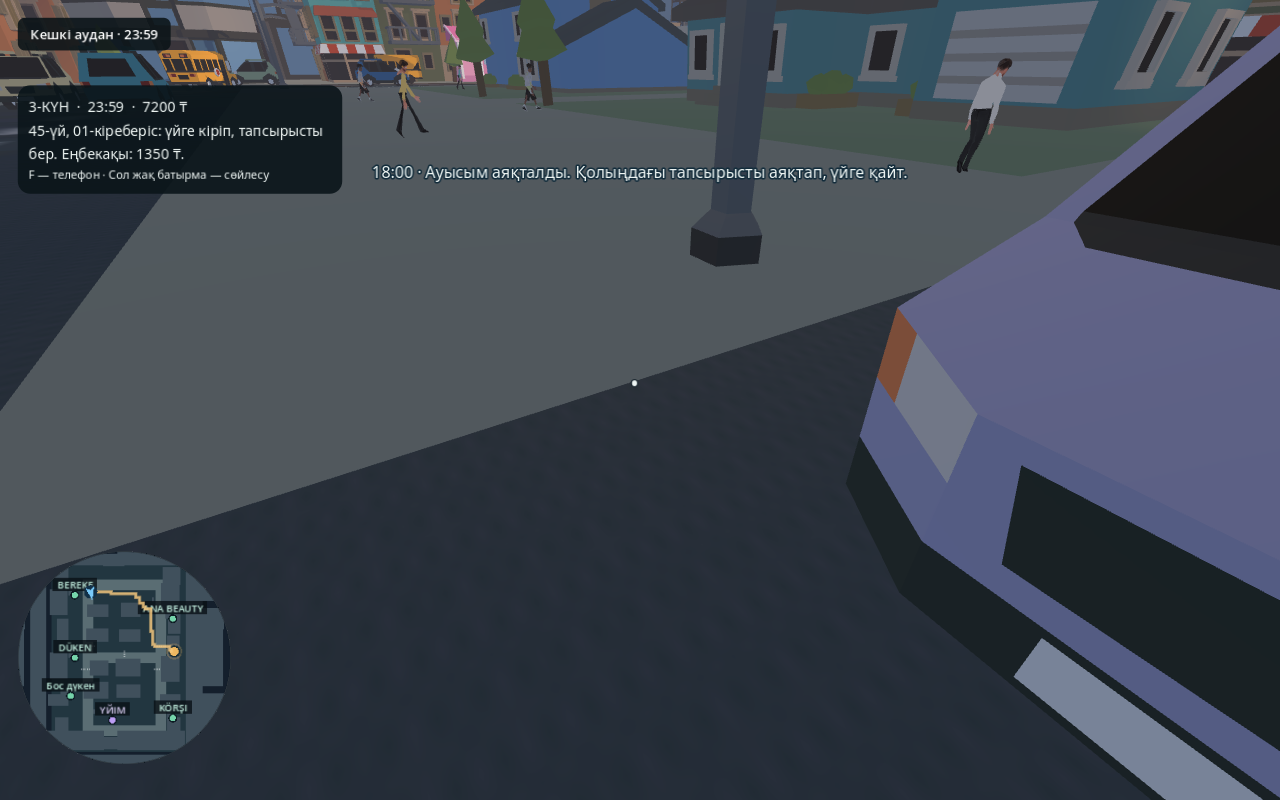 Кешкі аудан · 23:59
3-КҮН · 23:59 · 7200 ₸
45-үй, 01-кіреберіс: үйге кіріп, тапсырысты
бер. Еңбекақы: 1350 ₸.
F — телефон · Сол жақ батырма — сөйлесу
18:00 · Ауысым аяқталды. Қолыңдағы тапсырысты аяқтап, үйге қайт.
BEREKE
ANA BEAUTY
DÜKEN
Бос дүкен
ҮЙІМ
KÖRŞI